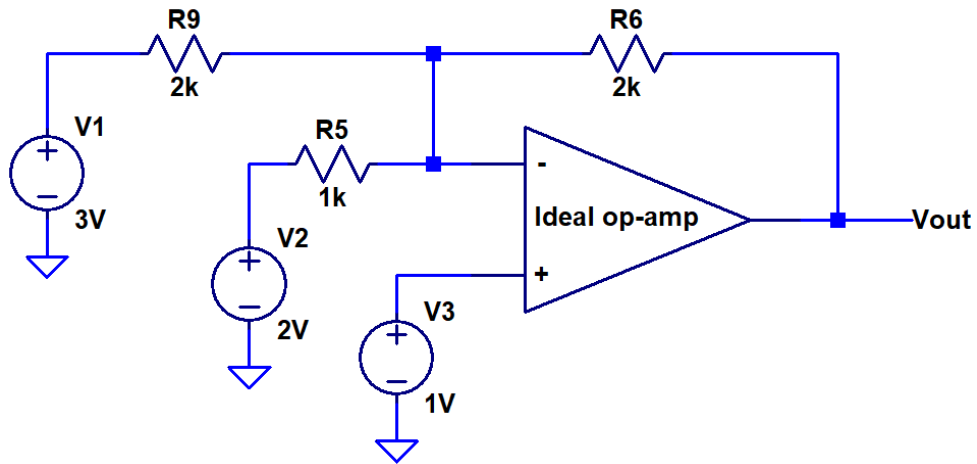 R9
2k
R6
2k
V1
+
-
3V
R5
1k
V2
+
-
2V
-
Ideal op-amp
+
Vout
V3
+
-
1V